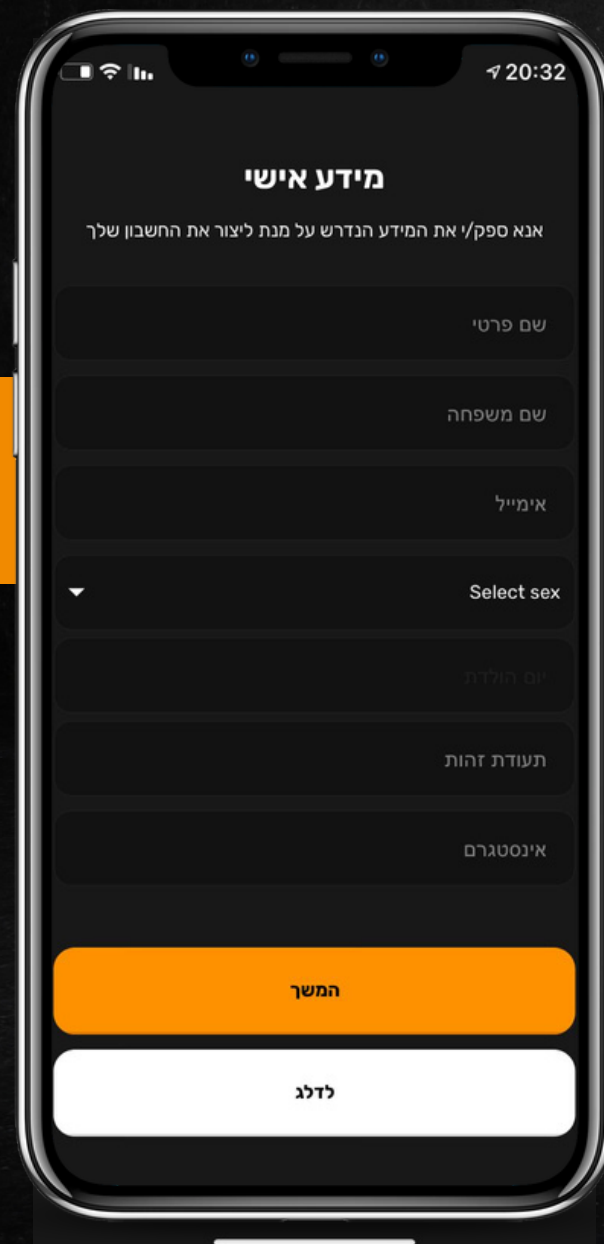 20:32
מידע אישי
אנא ספק/י את המידע הנדרש על מנת ליצור את החשבון שלך
שם פרטי
שם משפחה
אימייל
Select sex
יום הולדת
תעודת זהות
אינסטגרם
המשך
לדלג